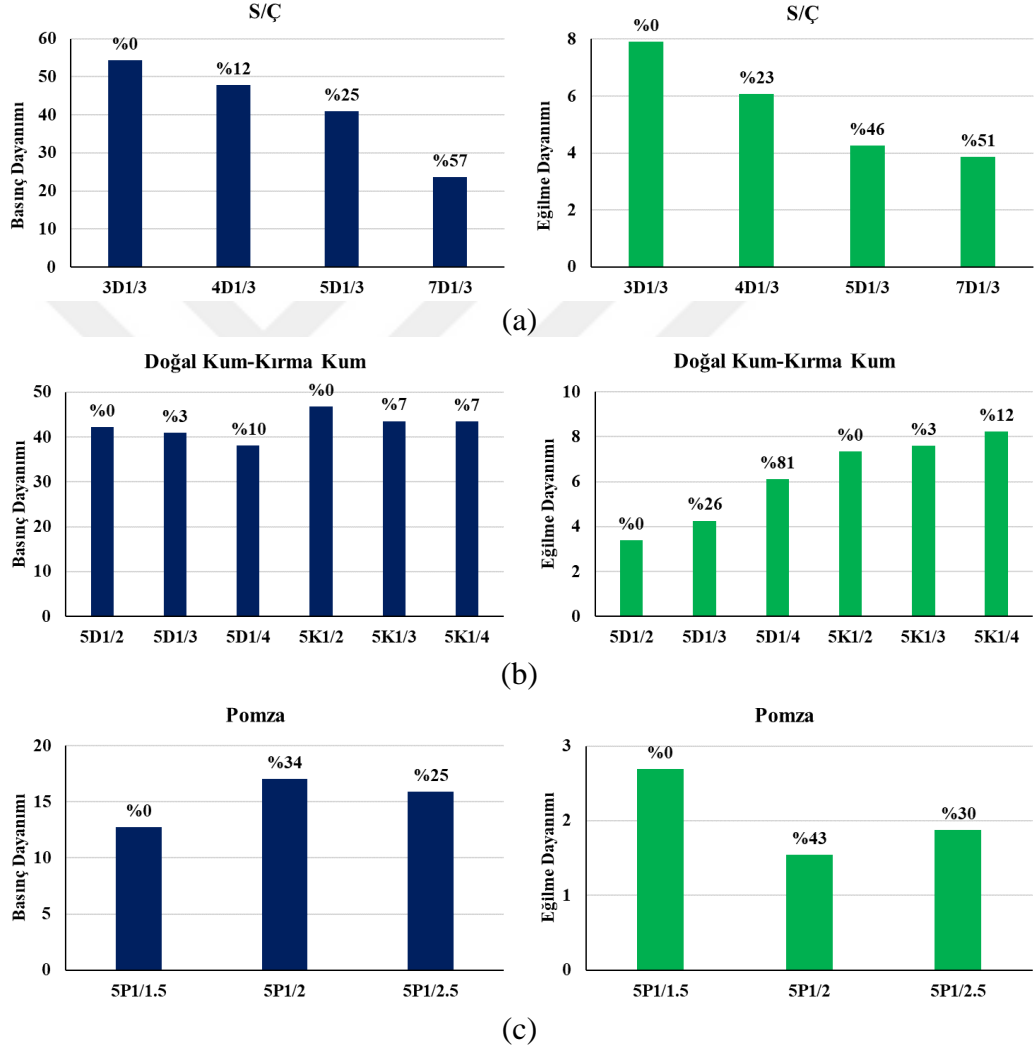 S/Ç
Basınç Dayanımı
60
50
40
30
20
10
0
%0
%12
%25
%57
3D1/3 4D1/3 5D1/3 7D1/3
S/Ç
Eğilme Dayanımı
8
6
4
2
0
%0
%23
%46
%51
3D1/3 4D1/3 5D1/3 7D1/3
(a)
Doğal Kum-Kırma Kum
Basınç Dayanımı
50
40
30
20
10
0
%0 %3 %10 %0 %7 %7
5D1/2 5D1/3 5D1/4 5K1/2 5K1/3 5K1/4
Doğal Kum-Kırma Kum
Eğilme Dayanımı
10
8
6
4
2
0
%0 %26 %81 %0 %3 %12
5D1/2 5D1/3 5D1/4 5K1/2 5K1/3 5K1/4
(b)
Pomza
Basınç Dayanımı
20
15
10
5
0
%0 %34 %25
5P1/1.5 5P1/2 5P1/2.5
Pomza
Eğilme Dayanımı
3
2
1
0
%0 %43 %30
5P1/1.5 5P1/2 5P1/2.5
(c)